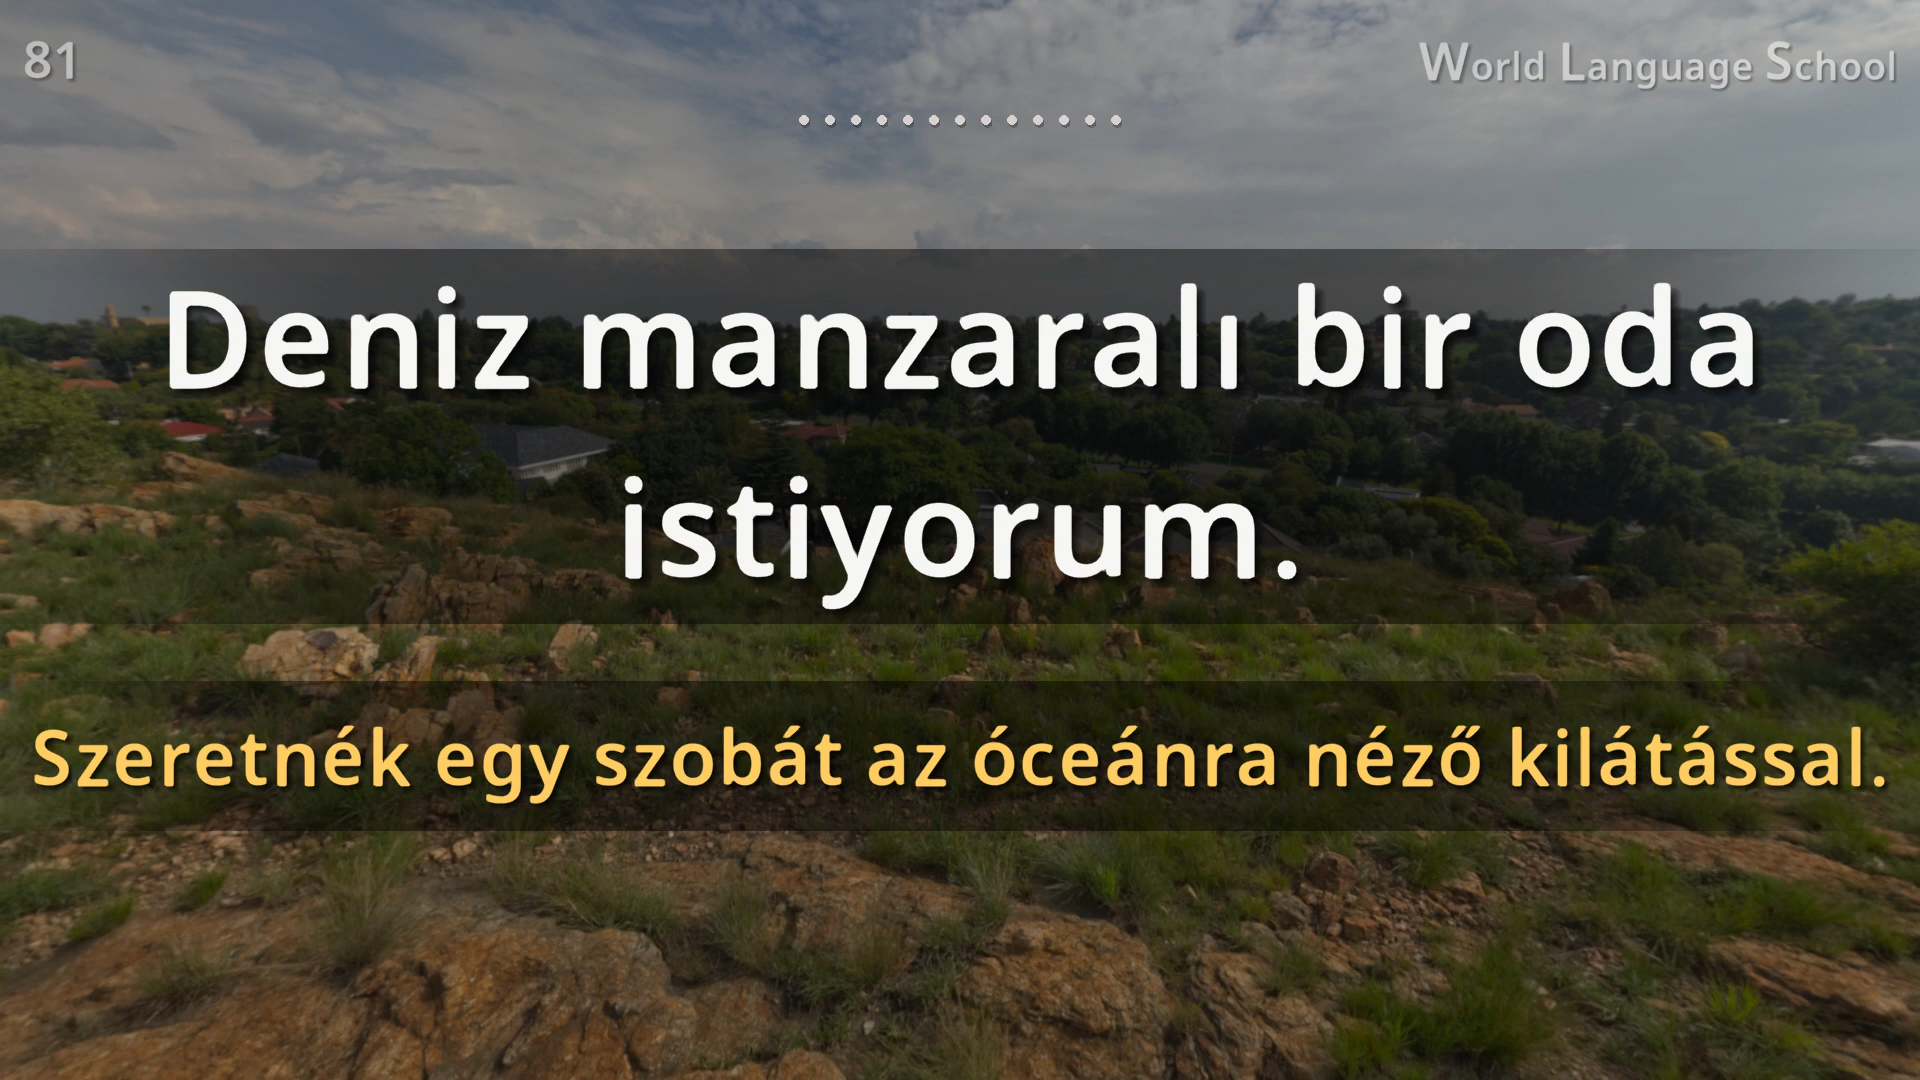 81
World Language School
Deniz manzaralı bir oda
istiyorum.
Szeretnék egy szobát az óceánra néző kilátással.